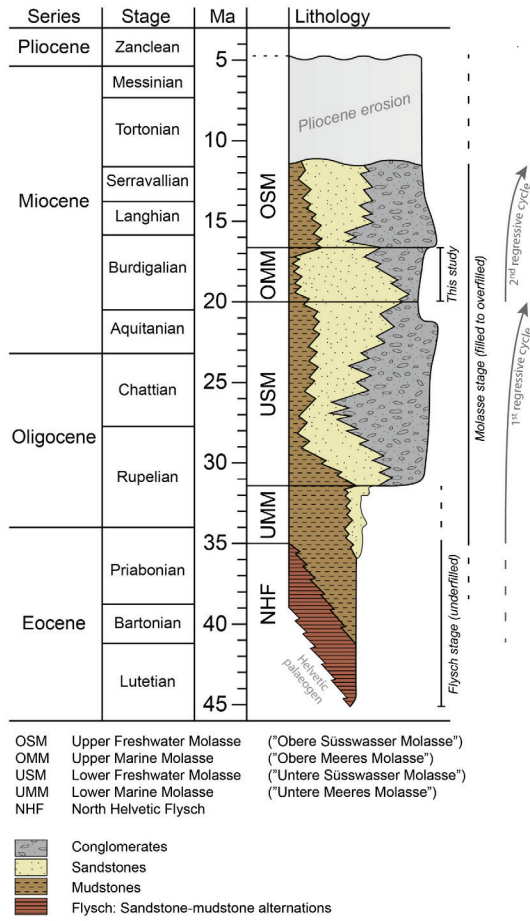 Series Stage Ma Lithology
Pliocene Zanclean
5
Messinian
Pliocene erosion
Tortonian
10
Miocene
Serravallian
OSM
Langhian
15
2nd regressive cycle
Burdigalian
OMM
This study
20
Aquitanian
Molasse stage (filled to overfilled)
Chattian
25
USM
1st regressive cycle
Oligocene
Rupelian
30
UMM
35
Priabonian
NHF
Flysch stage (underfilled)
Eocene
Bartonian
40
Helvetic
palaeogen
Lutetian
45
OSM Upper Freshwater Molasse ("Obere Süsswasser Molasse")
OMM Upper Marine Molasse ("Obere Meeres Molasse")
USM Lower Freshwater Molasse ("Untere Süsswasser Molasse")
UMM Lower Marine Molasse ("Untere Meeres Molasse")
NHF North Helvetic Flysch
Conglomerates
Sandstones
Mudstones
Flysch: Sandstone-mudstone alternations